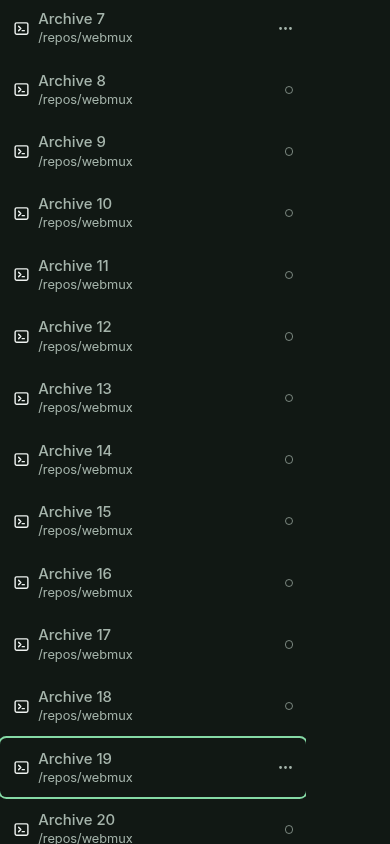 Archive 7
/repos/webmux
Archive 8
/repos/webmux
Archive 9
/repos/webmux
Archive 10
/repos/webmux
Archive 11
/repos/webmux
Archive 12
/repos/webmux
Archive 13
/repos/webmux
Archive 14
/repos/webmux
Archive 15
/repos/webmux
Archive 16
/repos/webmux
Archive 17
/repos/webmux
Archive 18
/repos/webmux
Archive 19
/repos/webmux
Archive 20
/repos/webmux